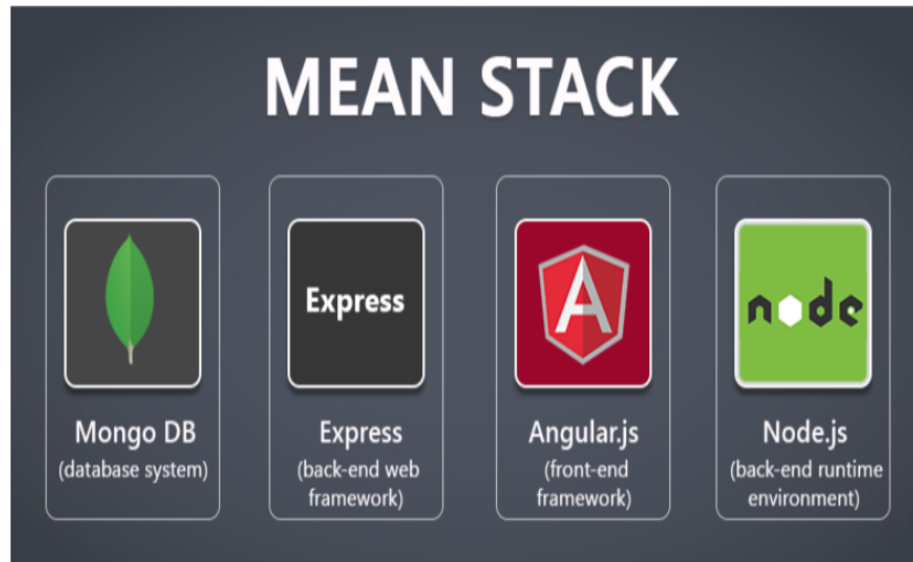 MEAN STACK
Express
node
Mongo DB
(database system)
Express
(back-end web
framework)
Angular.js
(front-end
framework)
Node.js
(back-end runtime
environment)